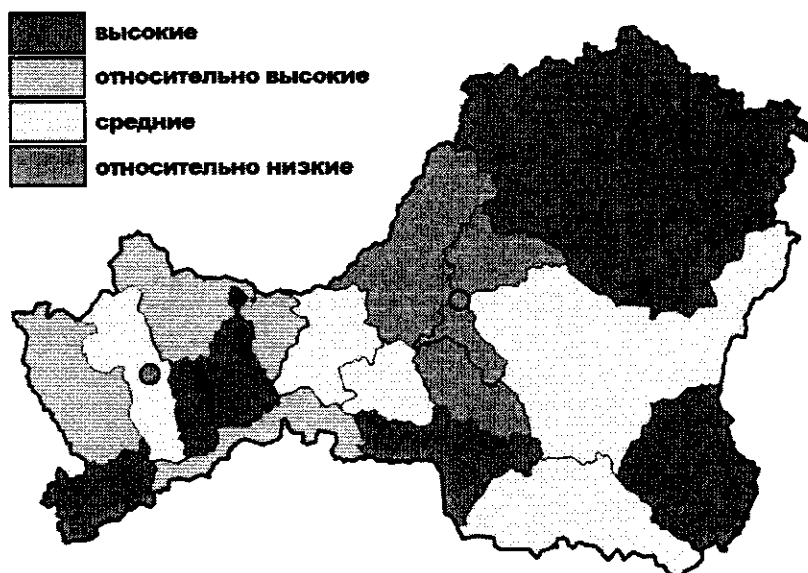 высокие
относительно высокие
средние
относительно низкие